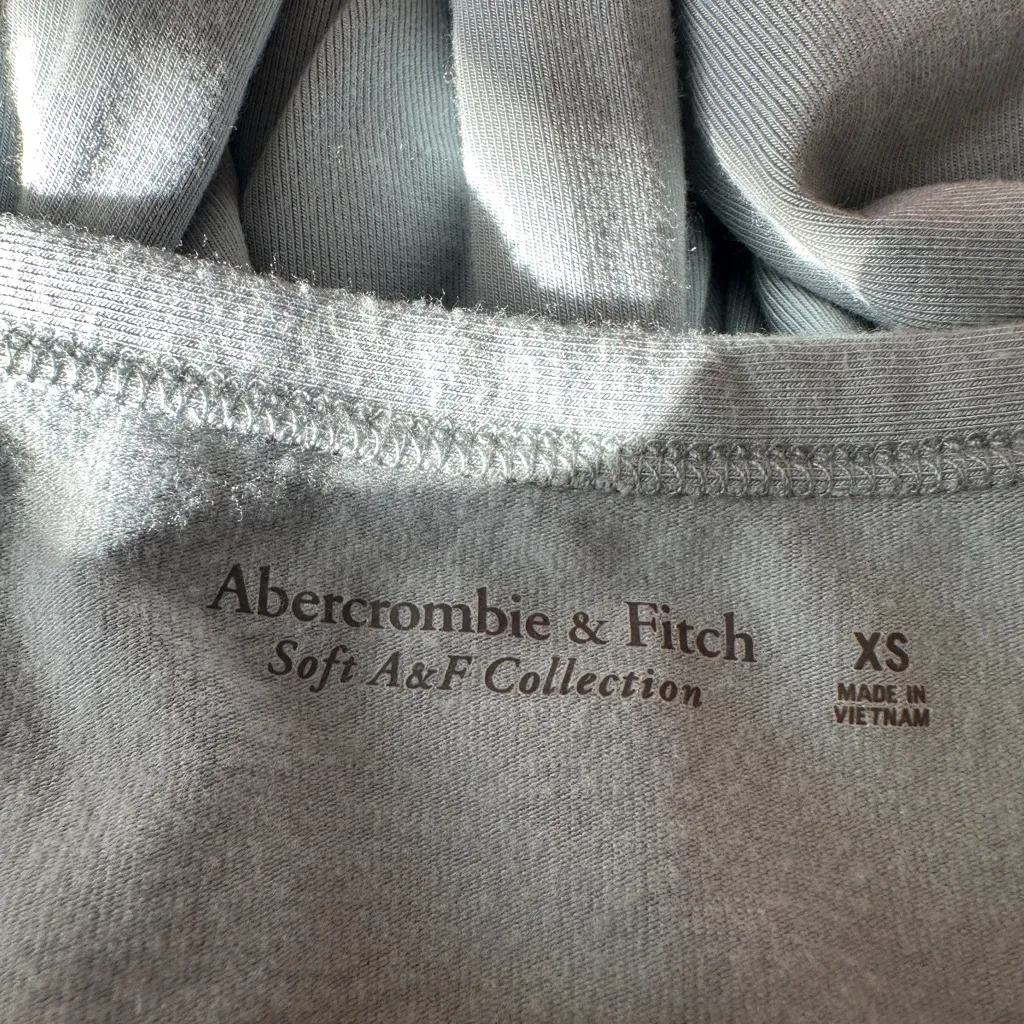 Abercrombie & Fitch
Soft A&F Collection
XS
MADE IN
VIETNAM